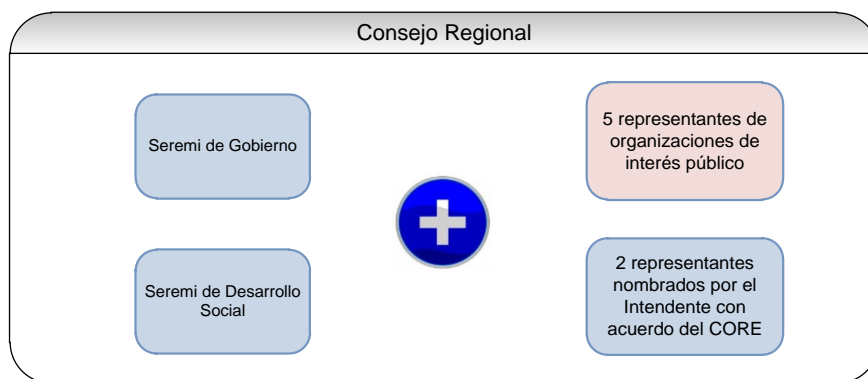 Consejo Regional
Seremi de Gobierno
5 representantes de
organizaciones de
interés público
Seremi de Desarrollo
Social
2 representantes
nombrados por el
Intendente con
acuerdo del CORE